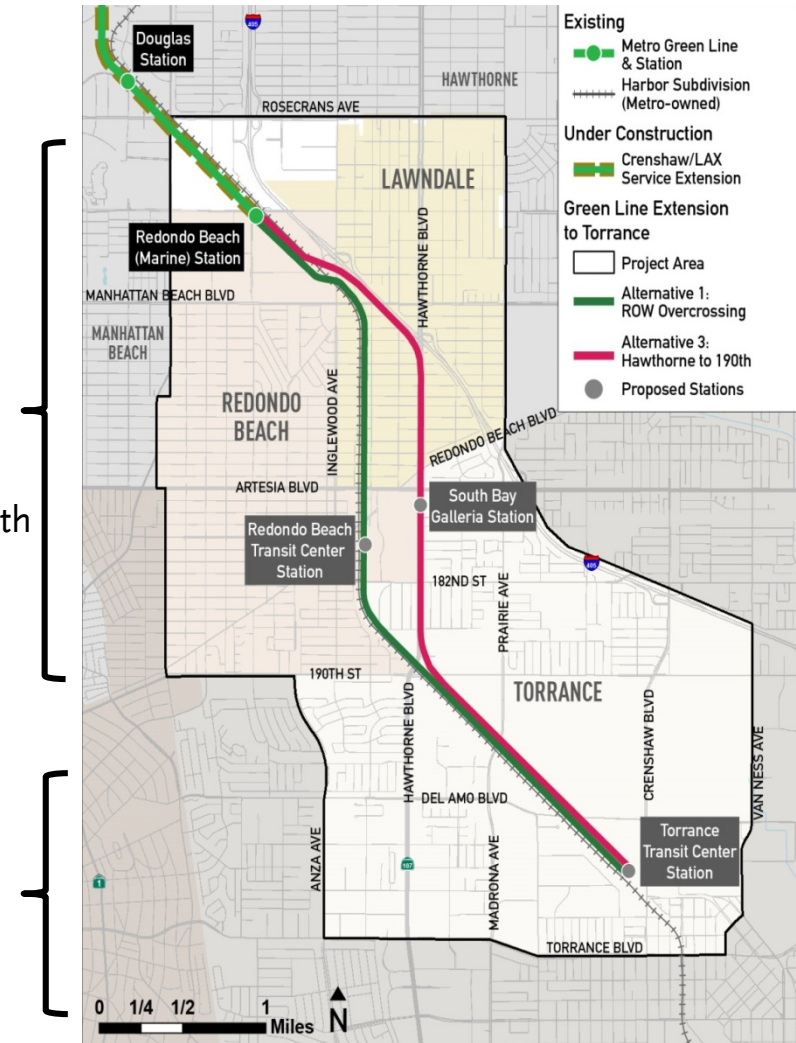 Douglas
Station
405
HAWTHORNE
ROSECRANS AVE
LAWNDALE
Redondo Beach
(Marine) Station
HAWTHORNE BLVD
MANHATTAN BEACH BLVD
MANHATTAN
BEACH
INGLEWOOD AVE
REDONDO
BEACH
REDONDO BEACH BLVD
ARTESIA BLVD
South Bay
Galleria Station
th
Redondo Beach
Transit Center
Station
405
182ND ST
PRAIRIE AVE
190TH ST
TORRANCE
HAWTHORNE BLVD
CRENSHAW BLVD
VAN NESS AVE
DEL AMO BLVD
ANZA AVE
MADRONA AVE
Torrance
Transit Center
Station
107
1
TORRANCE BLVD
0 1/4 1/2 1
Miles
N
Existing
Metro Green Line
& Station
Harbor Subdivision
(Metro-owned)
Under Construction
Crenshaw/LAX
Service Extension
Green Line Extension
to Torrance
Project Area
Alternative 1:
ROW Overcrossing
Alternative 3:
Hawthorne to 190th
Proposed Stations